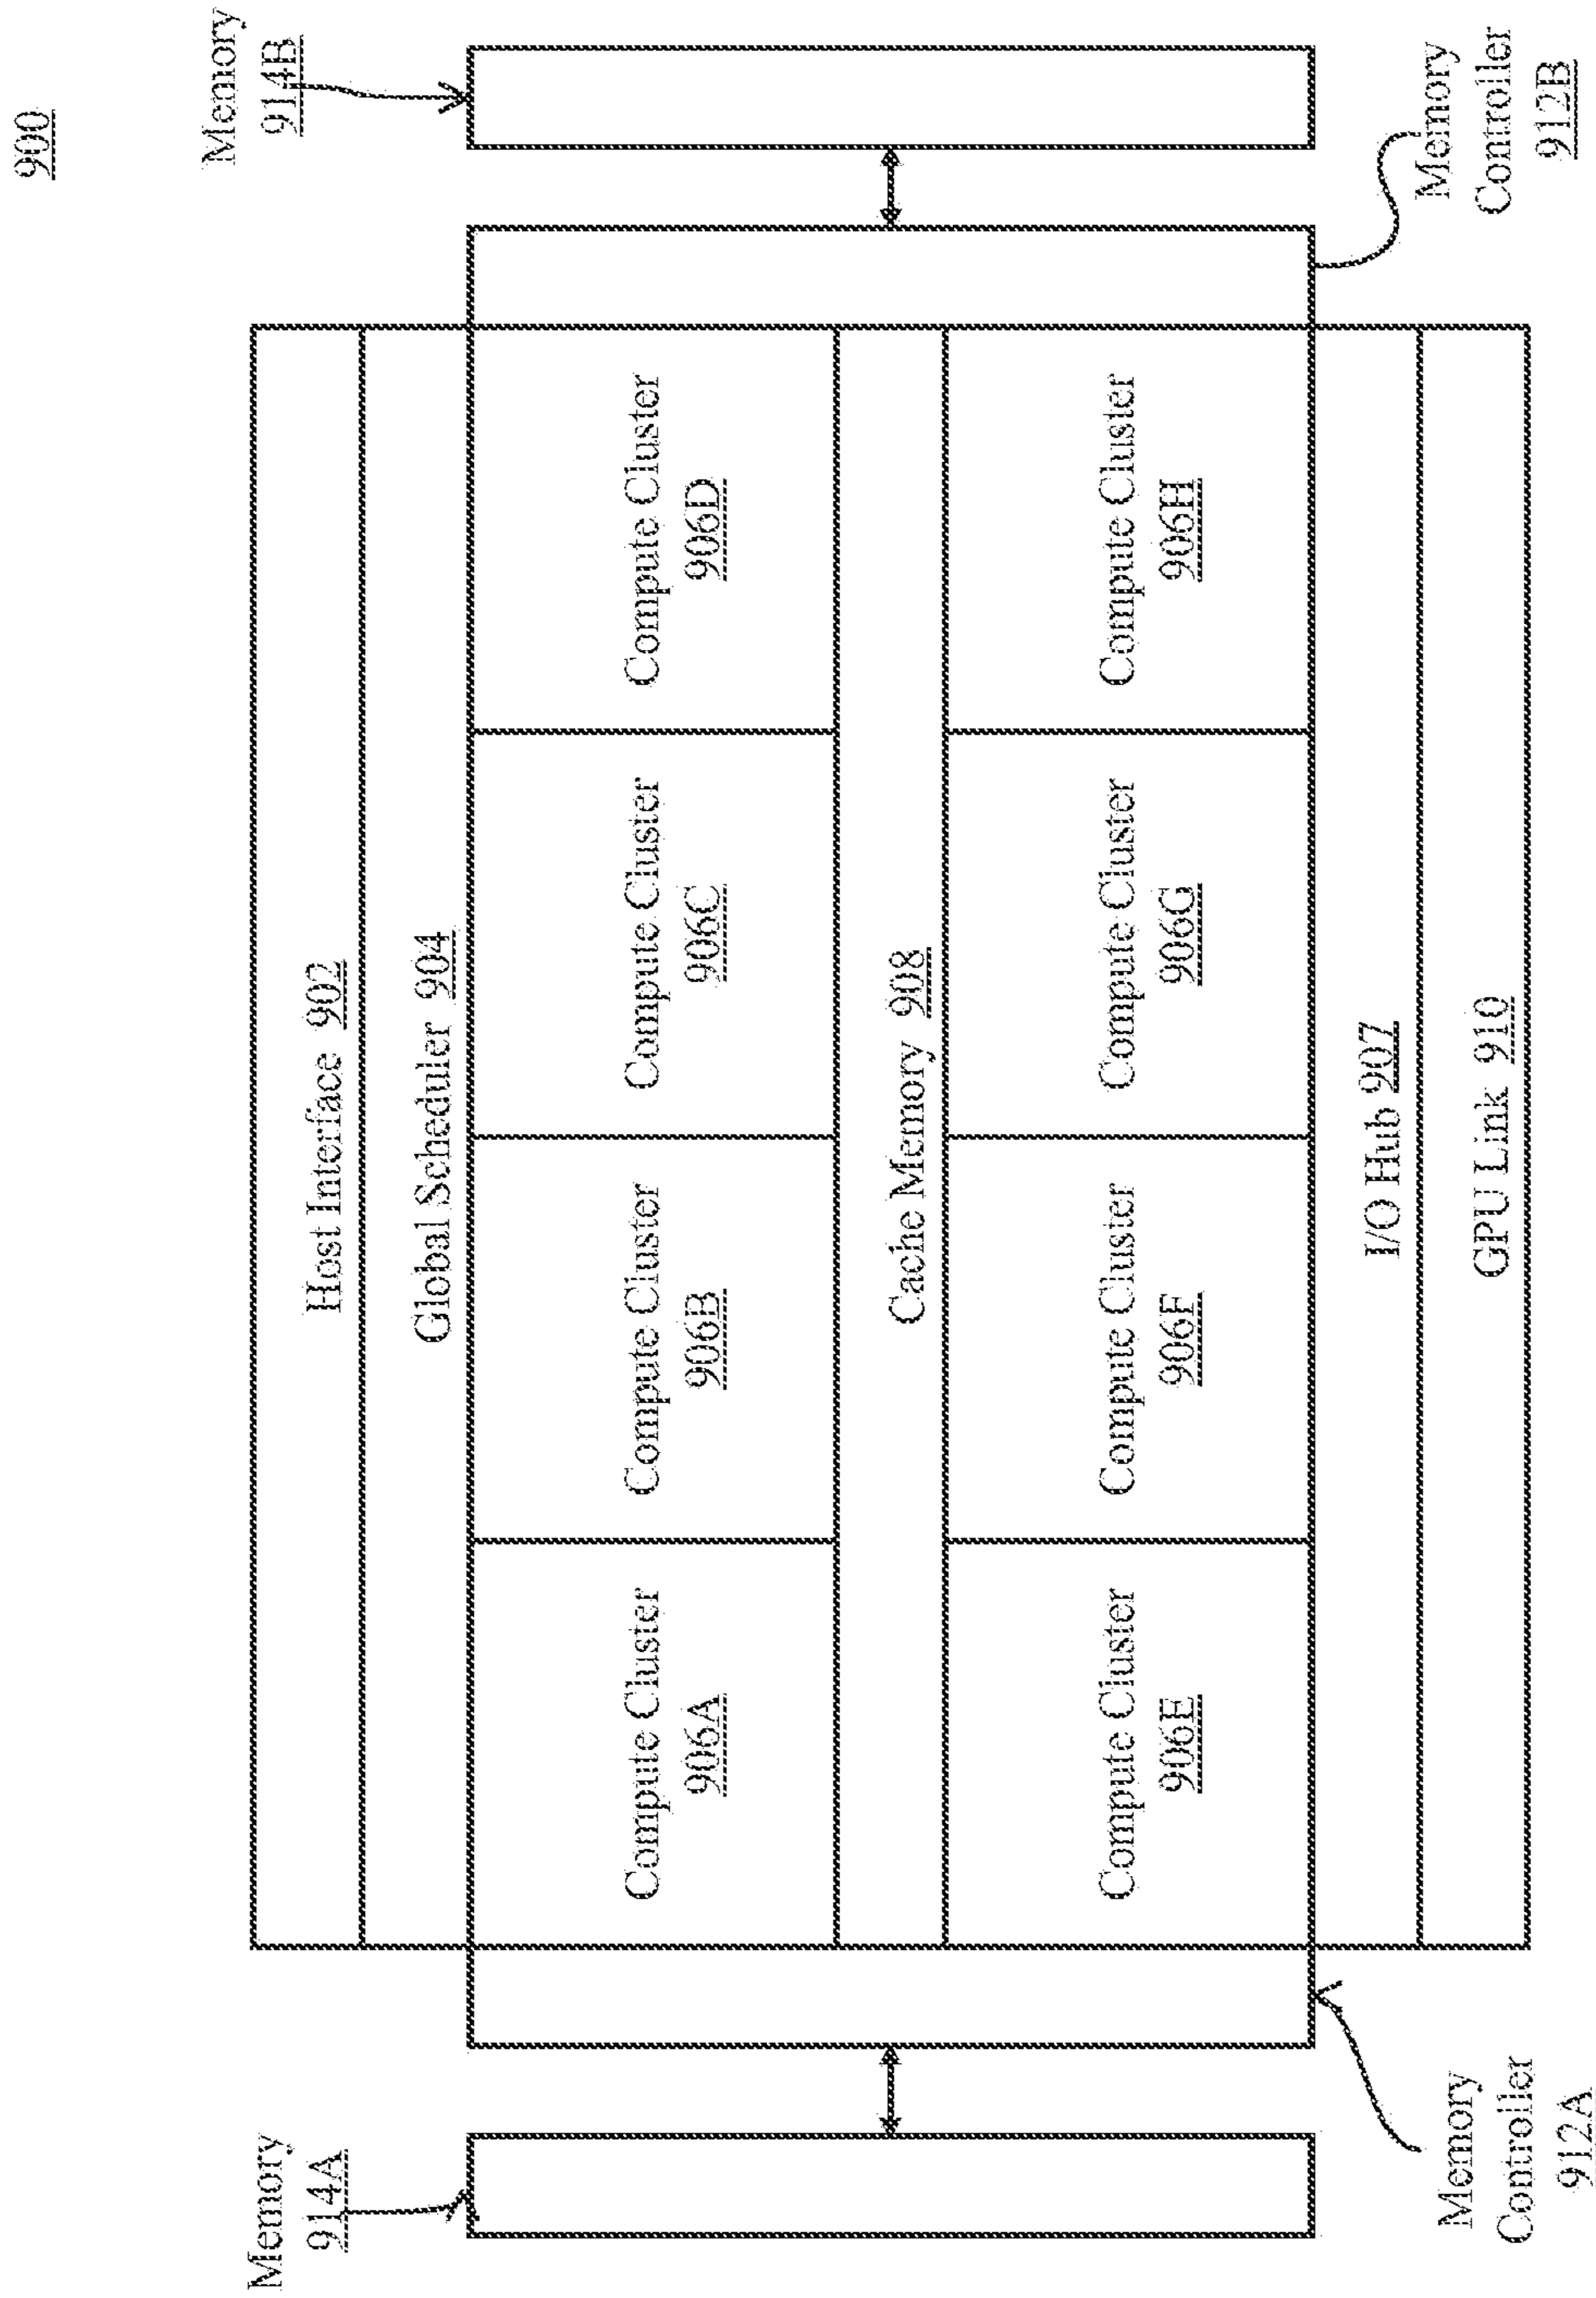 900
Memory
914B
Memory
914A
Host Interface 902
Global Scheduler 904
Compute Cluster
906A
Compute Cluster
906B
Compute Cluster
906C
Compute Cluster
906D
Cache Memory 908
Compute Cluster
906E
Compute Cluster
906F
Compute Cluster
906G
Compute Cluster
906H
I/O Hub 907
GPU Link 910
Memory
Controller
912A
Memory
Controller
912B